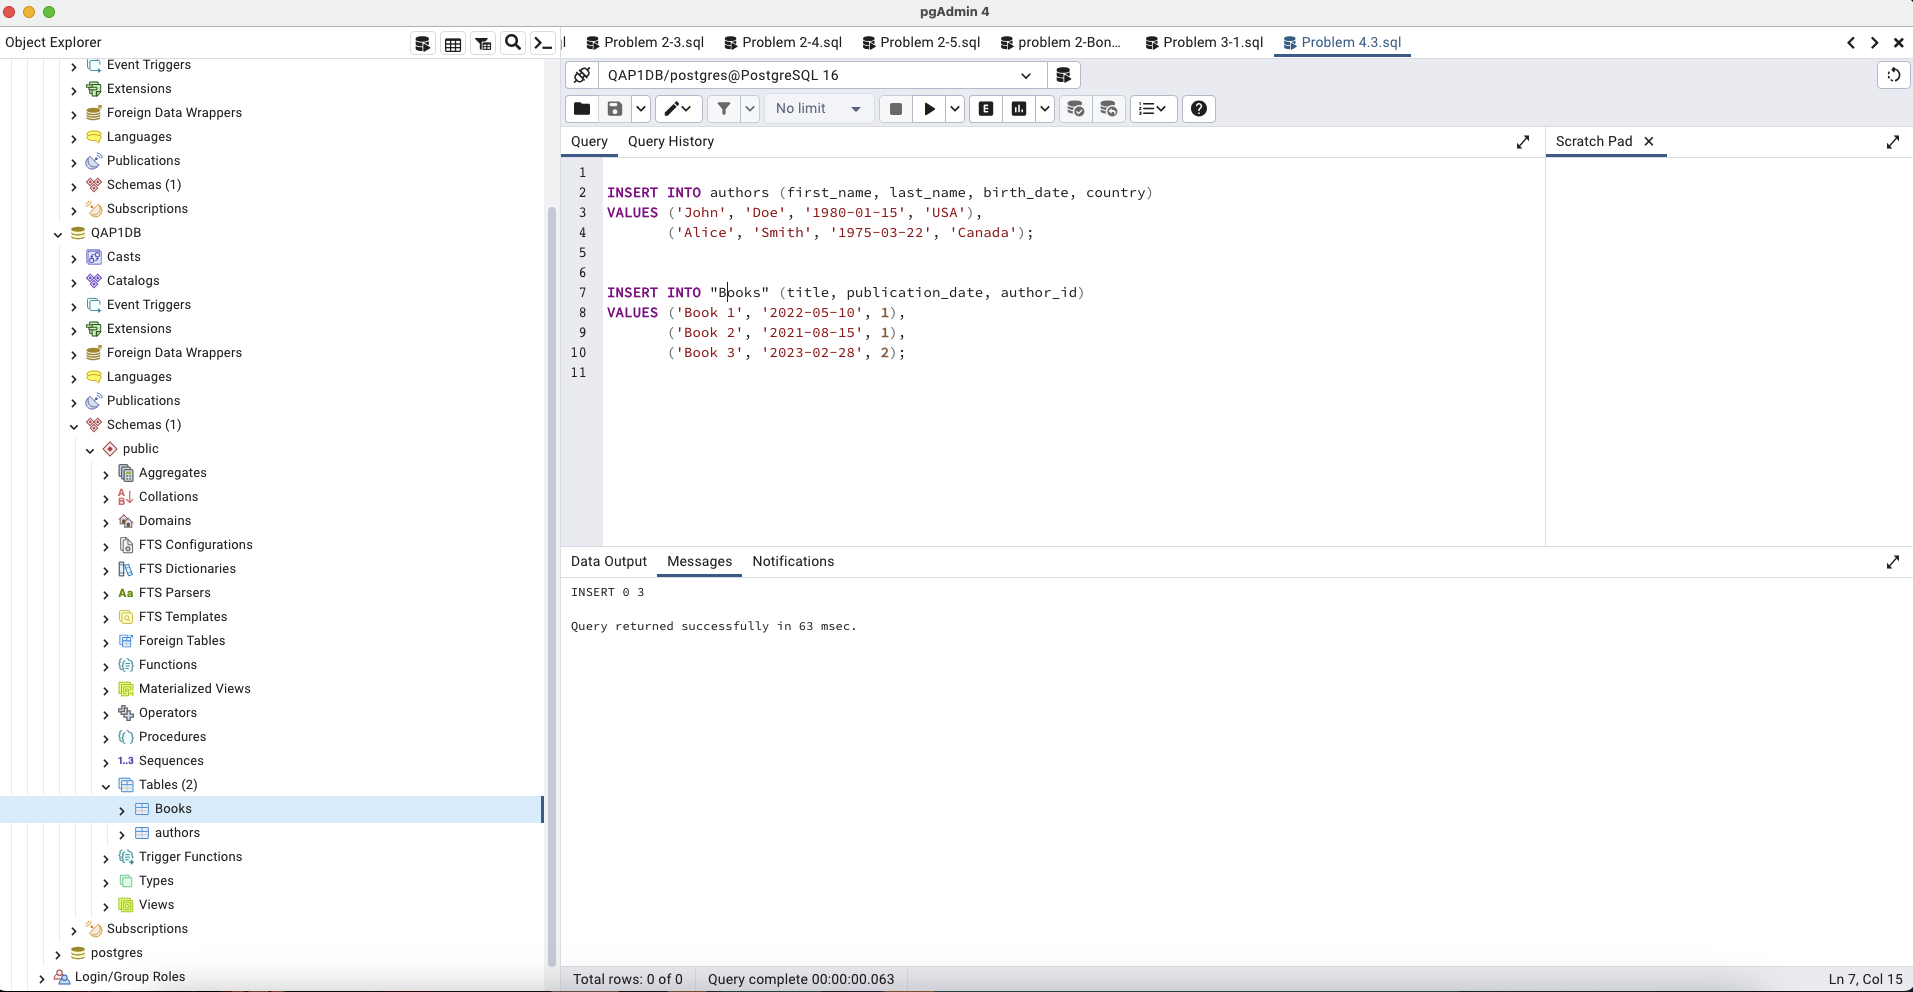 pgAdmin 4
Object Explorer
Event Triggers
Extensions
Foreign Data Wrappers
Languages
Publications
Schemas (1)
Subscriptions
QAP1DB
Casts
Catalogs
Event Triggers
Extensions
Foreign Data Wrappers
Languages
Publications
Schemas (1)
public
Aggregates
Collations
Domains
FTS Configurations
FTS Dictionaries
Aa FTS Parsers
FTS Templates
Foreign Tables
Functions
Materialized Views
Operators
Procedures
1..3 Sequences
Tables (2)
Books
authors
Trigger Functions
Types
Views
Subscriptions
postgres
Login/Group Roles
Problem 2-3.sql Problem 2-4.sql Problem 2-5.sql problem 2-Bon... Problem 3-1.sql Problem 4.3.sql
QAP1DB/postgres@PostgreSQL 16
No limit E
Query Query History
1
2 INSERT INTO authors (first_name, last_name, birth_date, country)
3 VALUES ('John', 'Doe', '1980-01-15', 'USA'),
4 ('Alice', 'Smith', '1975-03-22', 'Canada');
5
6
7 INSERT INTO "Books" (title, publication_date, author_id)
8 VALUES ('Book 1', '2022-05-10', 1),
9 ('Book 2', '2021-08-15', 1),
10 ('Book 3', '2023-02-28', 2);
11
Scratch Pad
Data Output Messages Notifications
INSERT 0 3
Query returned successfully in 63 msec.
Total rows: 0 of 0 Query complete 00:00:00.063 Ln 7, Col 15